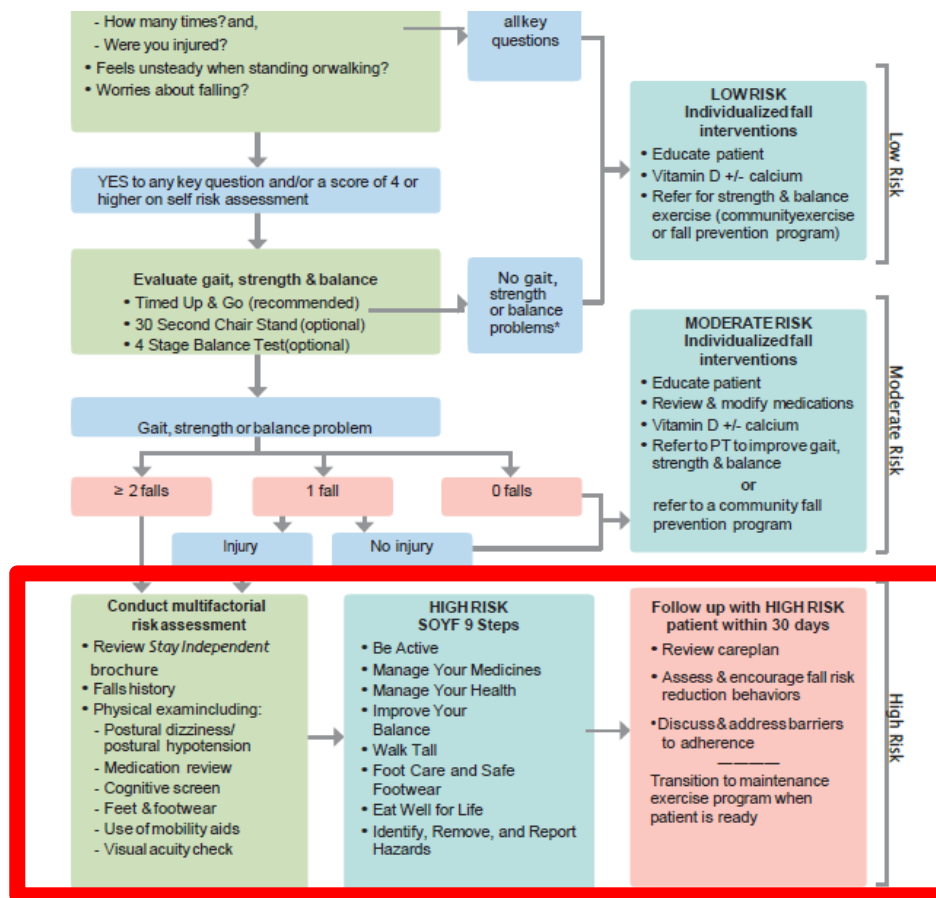 - How many times? and,
- Were you injured?
• Feels unsteady when standing orwalking?
• Worries about falling?
allkey
questions
LOW RISK
Individualized fall
interventions
• Educate patient
• Vitamin D +/- calcium
• Refer for strength & balance
exercise (communityexercise
or fall prevention program)
Low Risk
YES to any key question and/or a score of 4 or
higher on self risk assessment
Evaluate gait, strength & balance
• Timed Up & Go (recommended)
• 30 Second Chair Stand (optional)
• 4 Stage Balance Test(optional)
No gait,
strength
or balance
problems*
MODERATE RISK
Individualized fall
interventions
• Educate patient
• Review & modify medications
• Vitamin D +/- calcium
• Refer to PT to improve gait,
strength & balance
or
refer to a community fall
prevention program
Moderate Risk
Gait, strength or balance problem
≥ 2 falls
1 fall
0 falls
Injury
No injury
Conduct multifactorial
risk assessment
• Review Stay Independent
brochure
• Falls history
• Physical examincluding:
- Postural dizziness/
postural hypotension
- Medication review
- Cognitive screen
- Feet & footwear
- Use of mobility aids
- Visual acuity check
HIGH RISK
SOYF 9 Steps
• Be Active
• Manage Your Medicines
• Manage Your Health
• Improve Your
Balance
• Walk Tall
• Foot Care and Safe
Footwear
• Eat Well for Life
• Identify, Remove, and Report
Hazards
Follow up with HIGH RISK
patient within 30 days
• Review careplan
• Assess & encourage fall risk
reduction behaviors
•Discuss & address barriers
to adherence
————
Transition to maintenance
exercise program when
patient is ready
High Risk